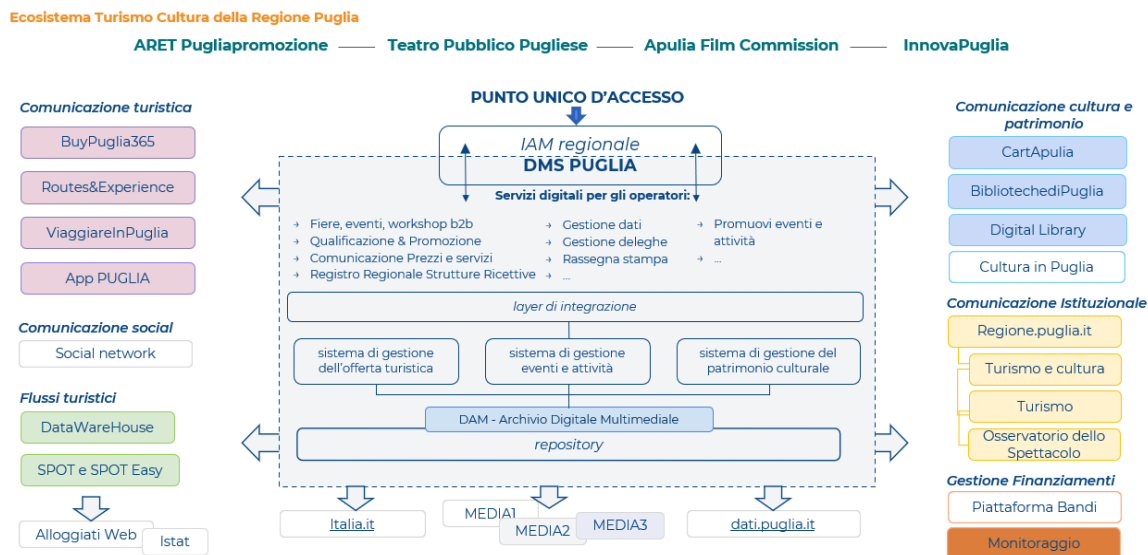 Ecosistema Turismo Cultura della Regione Puglia
ARET Pugliapromozione Teatro Pubblico Pugliese Apulia Film Commission InnovaPuglia
Comunicazione turistica
BuyPuglia365
Routes&Experience
ViaggiareInPuglia
App PUGLIA
Comunicazione social
Social network
Flussi turistici
DataWareHouse
SPOT e SPOT Easy
Alloggiati Web
Istat
PUNTO UNICO D'ACCESSO
IAM regionale
DMS PUGLIA
Servizi digitali per gli operatori:
→ Fiere, eventi, workshop b2b
→ Qualificazione & Promozione
→ Comunicazione Prezzi e servizi
→ Registro Regionale Strutture Ricettive
→ Gestione dati
→ Gestione deleghe
→ Rassegna stampa
→ ...
→ Promuovi eventi e
attività
→ ...
layer di integrazione
sistema di gestione
dell'offerta turistica
sistema di gestione
eventi e attività
sistema di gestione del
patrimonio culturale
DAM - Archivio Digitale Multimediale
repository
Italia.it
MEDIA1
MEDIA2
MEDIA3
dati.puglia.it
Comunicazione cultura e
patrimonio
CartApulia
BibliotechediPuglia
Digital Library
Cultura in Puglia
Comunicazione Istituzionale
Regione.puglia.it
Turismo e cultura
Turismo
Osservatorio dello
Spettacolo
Gestione Finanziamenti
Piattaforma Bandi
Monitoraggio